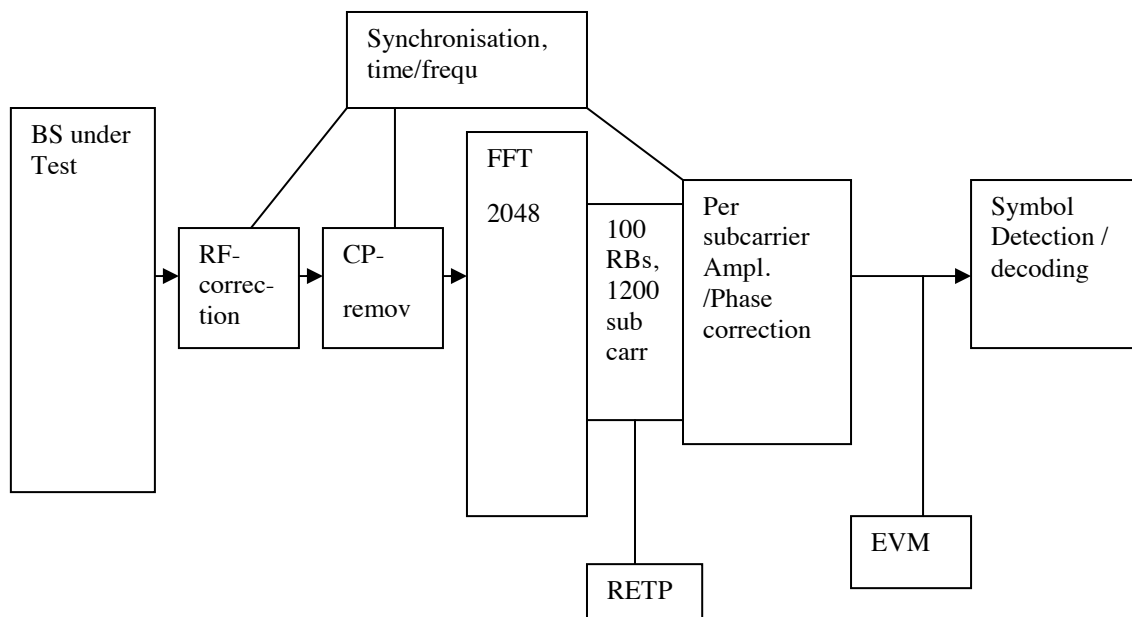 Synchronisation,
time/frequ
BS under
Test
RF-
correc-
tion
CP-
remov
FFT
2048
100
RBs,
1200
sub
carr
Per
subcarrier
Ampl.
/Phase
correction
Symbol
Detection /
decoding
EVM
RETP